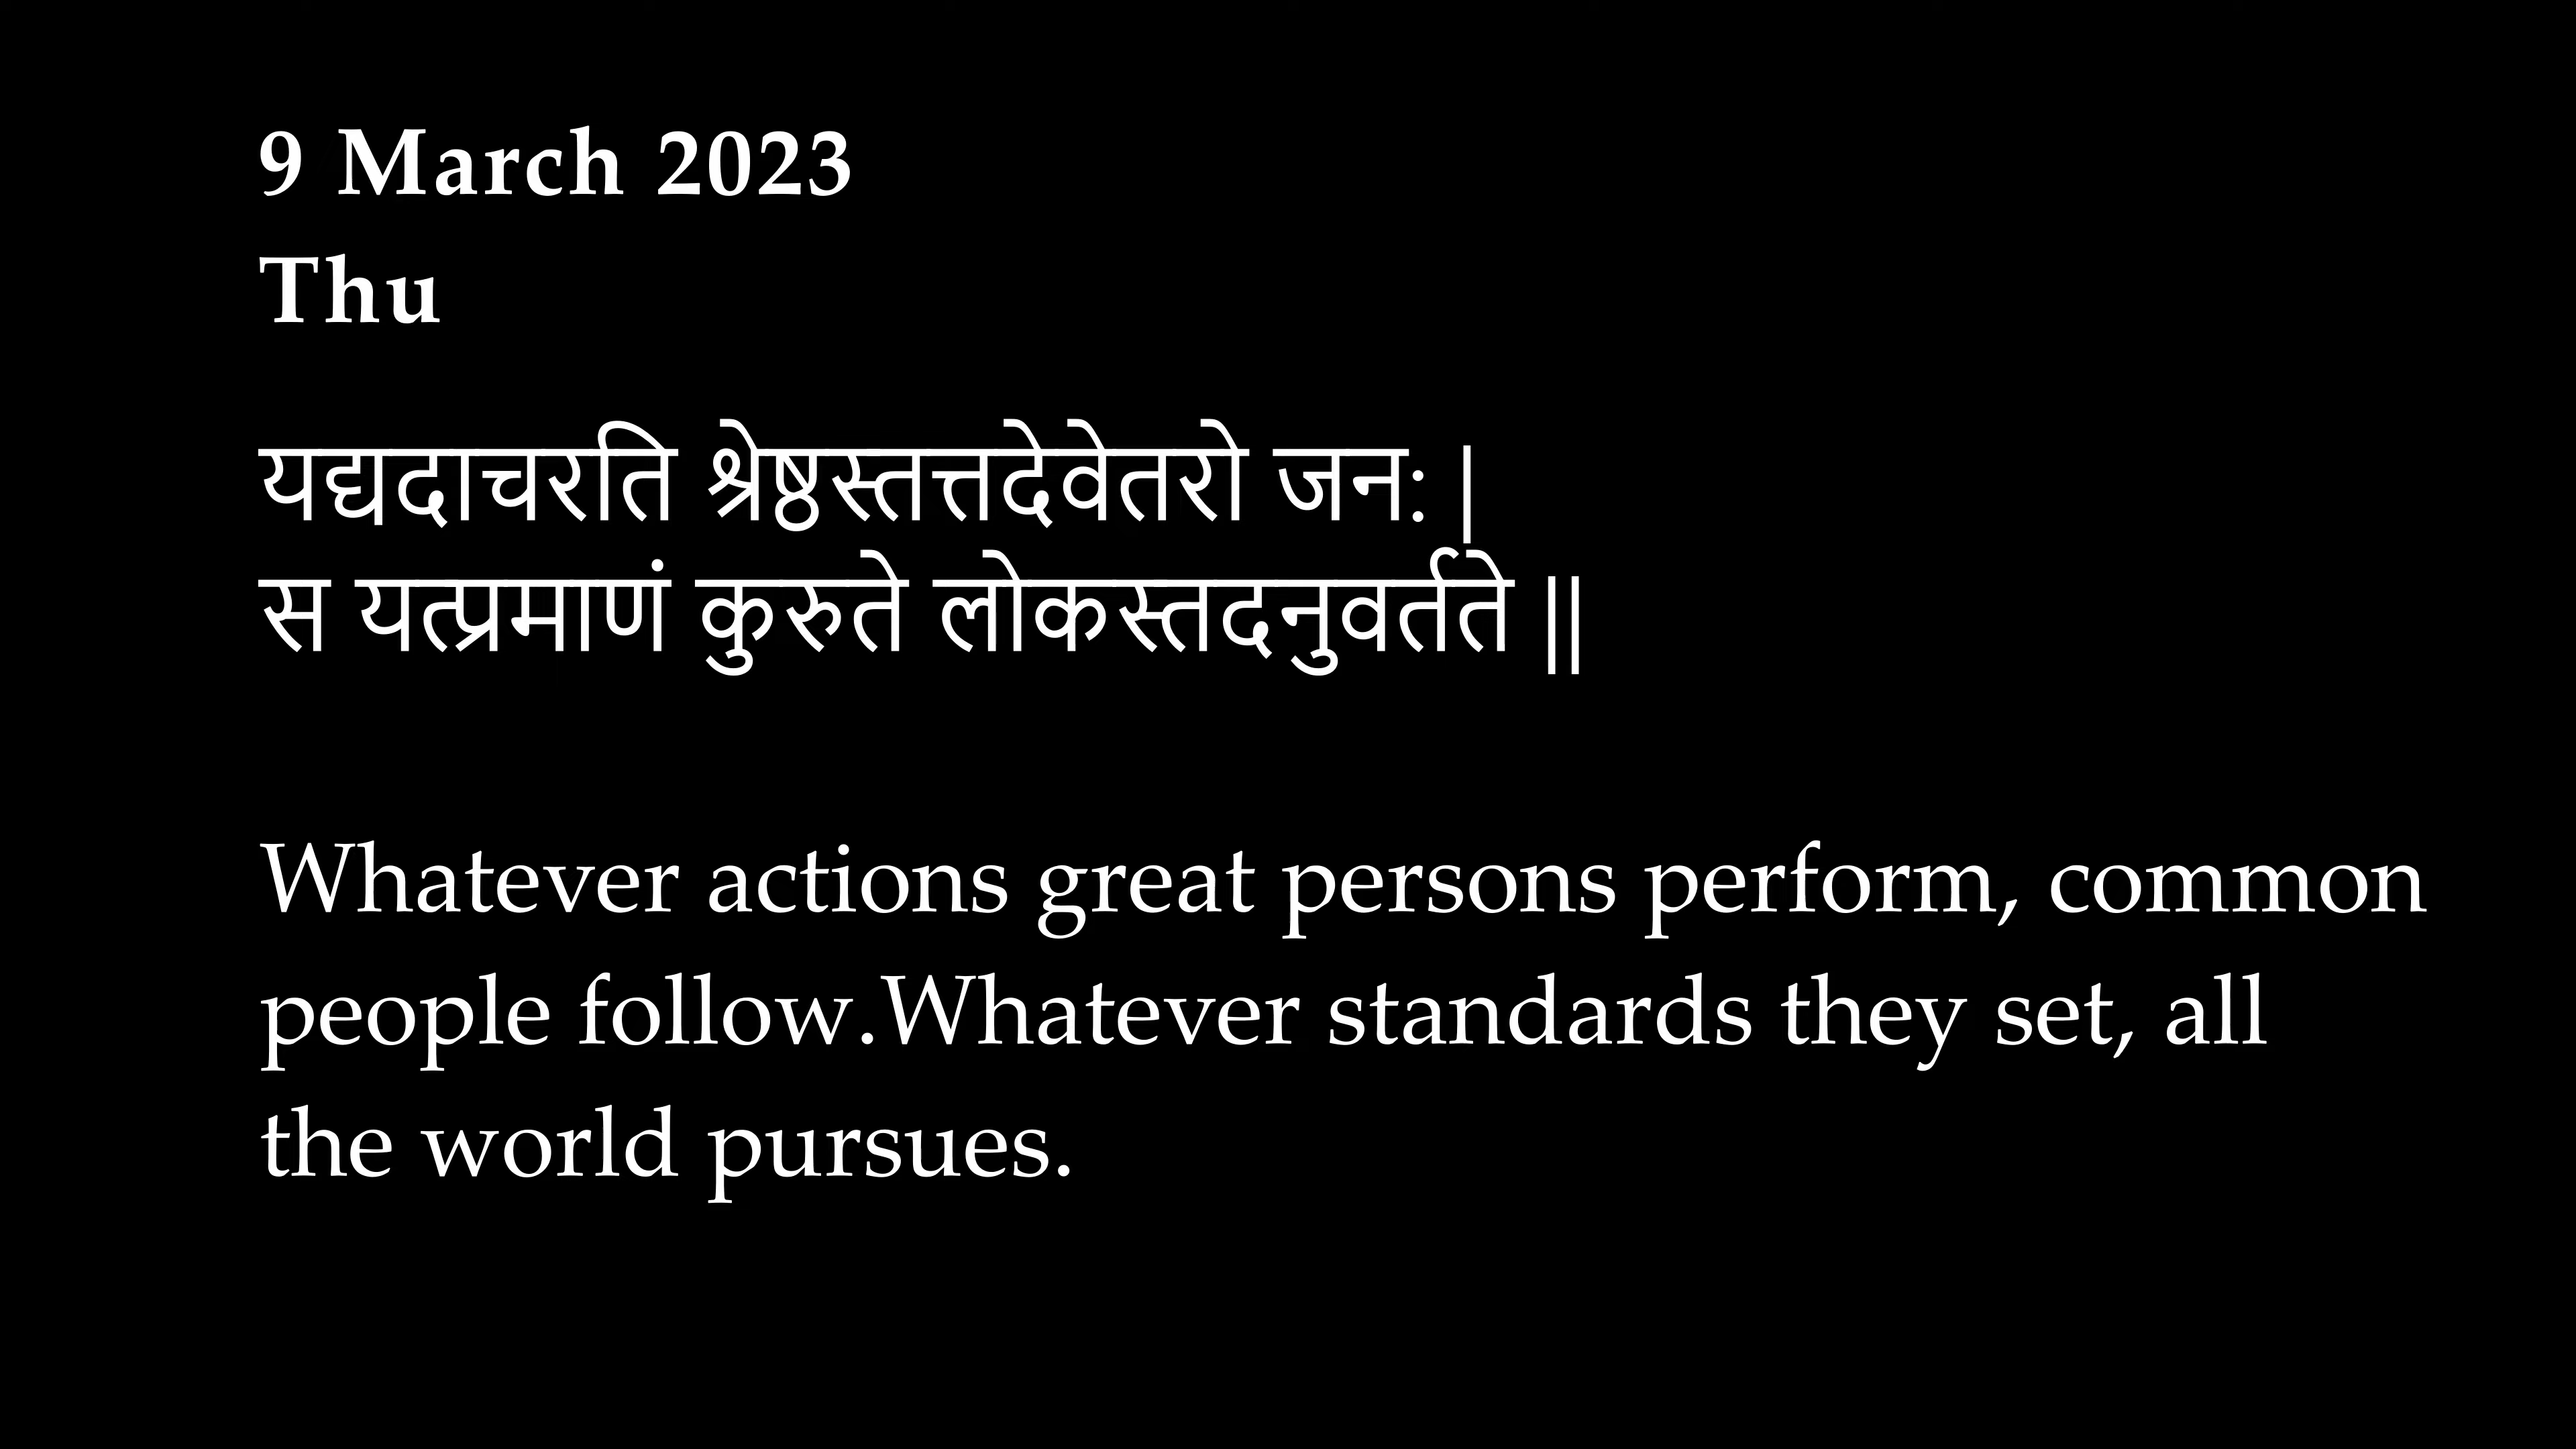 9 March 2023
Thu
यद्यदाचरति श्रेष्ठस्तत्तदेवेतरो जनः |
स यत्प्रमाणं कुरुते लोकस्तदनुवर्तते ||
Whatever actions great persons perform, common
people follow.Whatever standards they set, all
the world pursues.